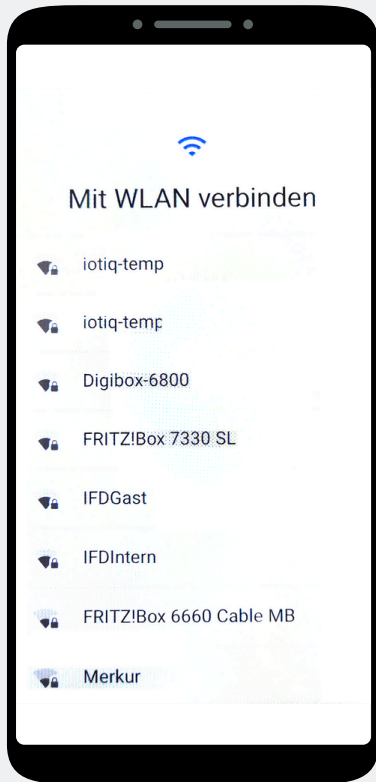 Mit WLAN verbinden
iotiq-temp
iotiq-temp
Digibox-6800
FRITZ!Box 7330 SL
IFDGast
IFDIntern
FRITZ!Box 6660 Cable MB
Merkur